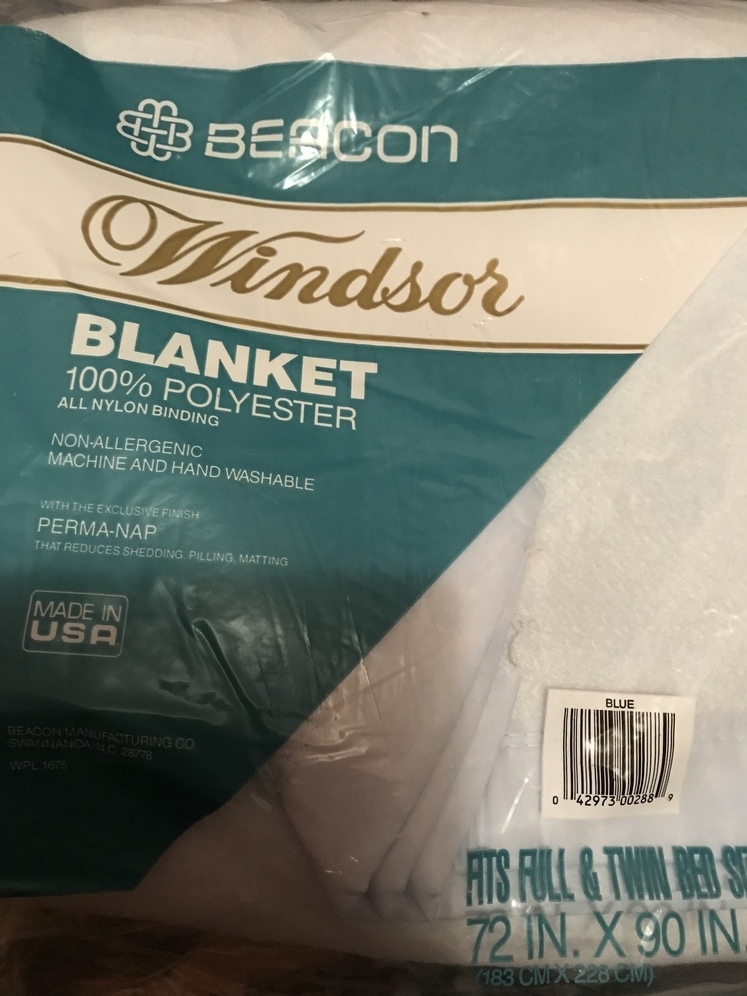 BEACON
Windsor
BLANKET
100% POLYESTER
ALL NYLON BINDING
NON-ALLERGENIC
MACHINE AND HAND WASHABLE
WITH THE EXCLUSIVE FINISH
PERMA-NAP
THAT REDUCES SHEDDING, PILLING, MATTING
MADE IN
U.S.A.
BEACON MANUFACTURING CO.
SWANNANOA, N.C. 28778
WPL 1675
BLUE
0 42973 00288 9
FITS FULL & TWIN BED
72 IN. X 90 IN
(183 CM X 228 CM)